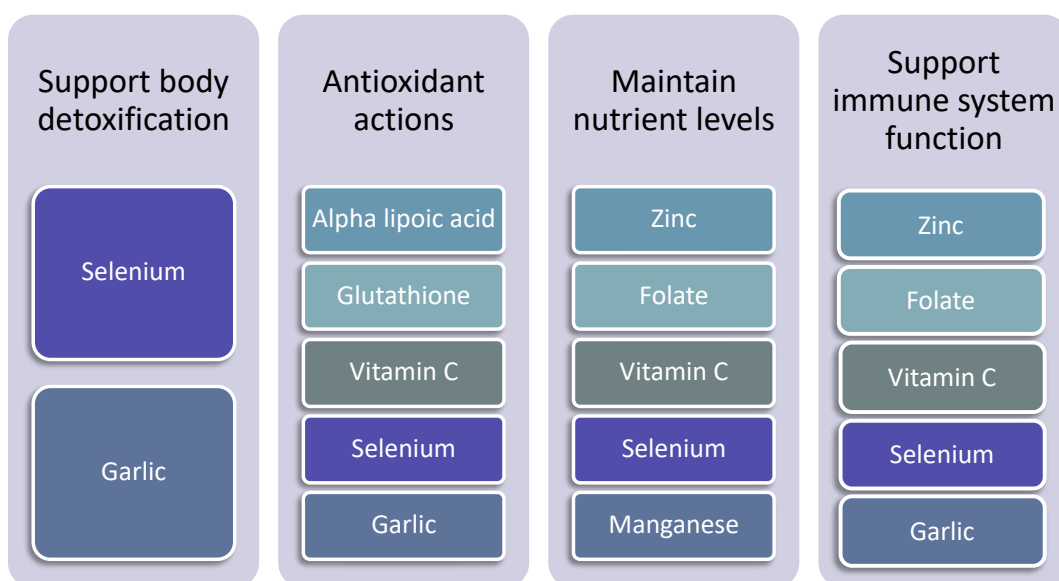 Support body
detoxification
Selenium
Garlic
Antioxidant
actions
Alpha lipoic acid
Glutathione
Vitamin C
Selenium
Garlic
Maintain
nutrient levels
Zinc
Folate
Vitamin C
Selenium
Manganese
Support
immune system
function
Zinc
Folate
Vitamin C
Selenium
Garlic